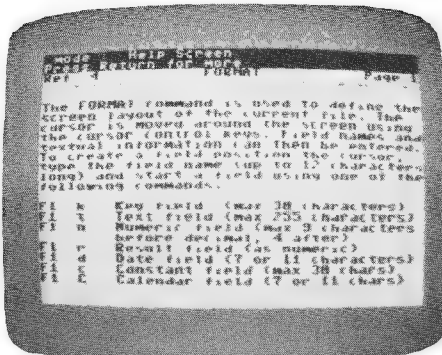 mode Help Screen
Press Return for more
Ref 4 FORMAT Page 1
The FORMAT command is used to define the
screen layout of the current file. The
cursor is moved around the screen using
the cursor control keys. Field names and
textual information can then be entered.
To create a field position the cursor,
type the field name (up to 12 characters
long) and start a field using one of the
following commands.
F1 k Key field (max 30 characters)
F1 t Text field (max 255 characters)
F1 n Numeric field (max 9 characters
before decimal, 4 after)
F1 r Result field (as numeric)
F1 d Date field (7 or 11 characters)
F1 c Constant field (max 30 chars)
F1 C Calendar field (7 or 11 chars)